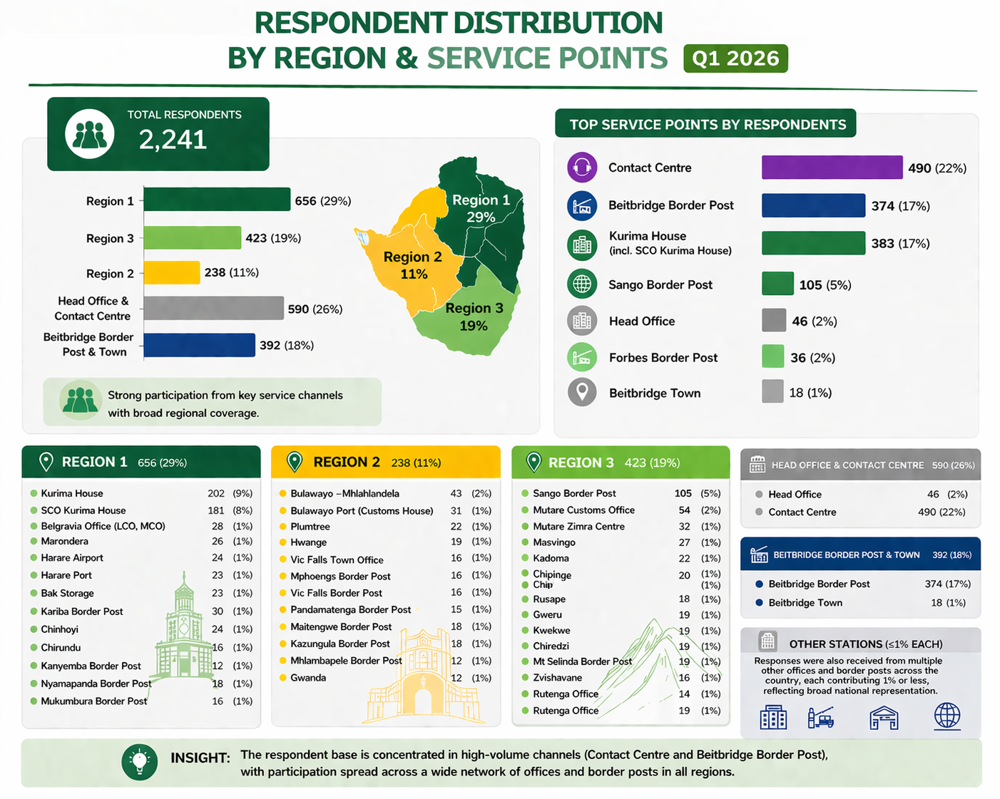 RESPONDENT DISTRIBUTION
BY REGION & SERVICE POINTS Q1 2026
TOTAL RESPONDENTS
2,241
Region 1 656 (29%)
Region 3 423 (19%)
Region 2 238 (11%)
Head Office &
Contact Centre 590 (26%)
Beitbridge Border
Post & Town 392 (18%)
Region 1
29%
Region 2
11%
Region 3
19%
Strong participation from key service channels
with broad regional coverage.
TOP SERVICE POINTS BY RESPONDENTS
Contact Centre 490 (22%)
Beitbridge Border Post 374 (17%)
Kurima House
(incl. SCO Kurima House) 383 (17%)
Sango Border Post 105 (5%)
Head Office 46 (2%)
Forbes Border Post 36 (2%)
Beitbridge Town 18 (1%)
REGION 1 656 (29%)
Kurima House 202 (9%)
SCO Kurima House 181 (8%)
Belgravia Office (LCO, MCO) 28 (1%)
Marondera 26 (1%)
Harare Airport 24 (1%)
Harare Port 23 (1%)
Bak Storage 23 (1%)
Kariba Border Post 30 (1%)
Chinhoyi 24 (1%)
Chirundu 16 (1%)
Kanyemba Border Post 12 (1%)
Nyamapanda Border Post 18 (1%)
Mukumbura Border Post 16 (1%)
REGION 2 238 (11%)
Bulawayo –Mhlahlandela 43 (2%)
Bulawayo Port (Customs House) 31 (1%)
Plumtree 22 (1%)
Hwange 19 (1%)
Vic Falls Town Office 16 (1%)
Mphoengs Border Post 16 (1%)
Vic Falls Border Post 16 (1%)
Pandamatenga Border Post 15 (1%)
Maitengwe Border Post 18 (1%)
Kazungula Border Post 18 (1%)
Mhlambapele Border Post 12 (1%)
Gwanda 12 (1%)
REGION 3 423 (19%)
Sango Border Post 105 (5%)
Mutare Customs Office 54 (2%)
Mutare Zimra Centre 32 (1%)
Masvingo 27 (1%)
Kadoma 22 (1%)
Chipinge 20 (1%)
Chip (1%)
Rusape 18 (1%)
Gweru 19 (1%)
Kwekwe 19 (1%)
Chiredzi 19 (1%)
Mt Selinda Border Post 19 (1%)
Zvishavane 16 (1%)
Rutenga Office 14 (1%)
Rutenga Office 19 (1%)
HEAD OFFICE & CONTACT CENTRE 590 (26%)
Head Office 46 (2%)
Contact Centre 490 (22%)
BEITBRIDGE BORDER POST & TOWN 392 (18%)
Beitbridge Border Post 374 (17%)
Beitbridge Town 18 (1%)
OTHER STATIONS (≤1% EACH)
Responses were also received from multiple
other offices and border posts across the
country, each contributing 1% or less,
reflecting broad national representation.
INSIGHT: The respondent base is concentrated in high-volume channels (Contact Centre and Beitbridge Border Post),
with participation spread across a wide network of offices and border posts in all regions.